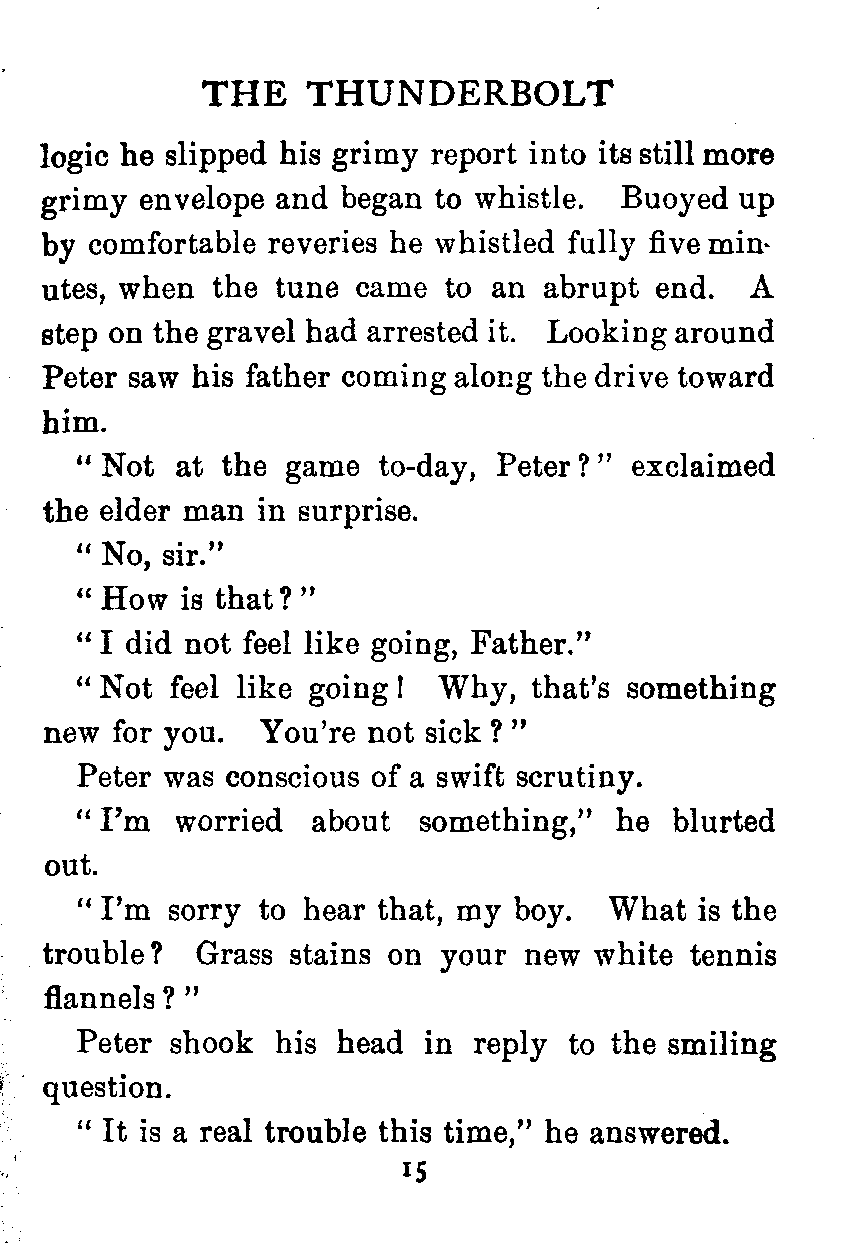 THE THUNDERBOLT
logic he slipped his grimy report into its still more
grimy envelope and began to whistle. Buoyed up
by comfortable reveries he whistled fully five min-
utes, when the tune came to an abrupt end. A
step on the gravel had arrested it. Looking around
Peter saw his father coming along the drive toward
him.
“ Not at the game to-day, Peter ? ” exclaimed
the elder man in surprise.
“ No, sir.”
“ How is that ? ”
“ I did not feel like going, Father.”
“ Not feel like going ! Why, that's something
new for you. You're not sick ? ”
Peter was conscious of a swift scrutiny.
“ I'm worried about something,” he blurted
out.
“ I'm sorry to hear that, my boy. What is the
trouble ? Grass stains on your new white tennis
flannels ? ”
Peter shook his head in reply to the smiling
question.
“ It is a real trouble this time,” he answered.
15